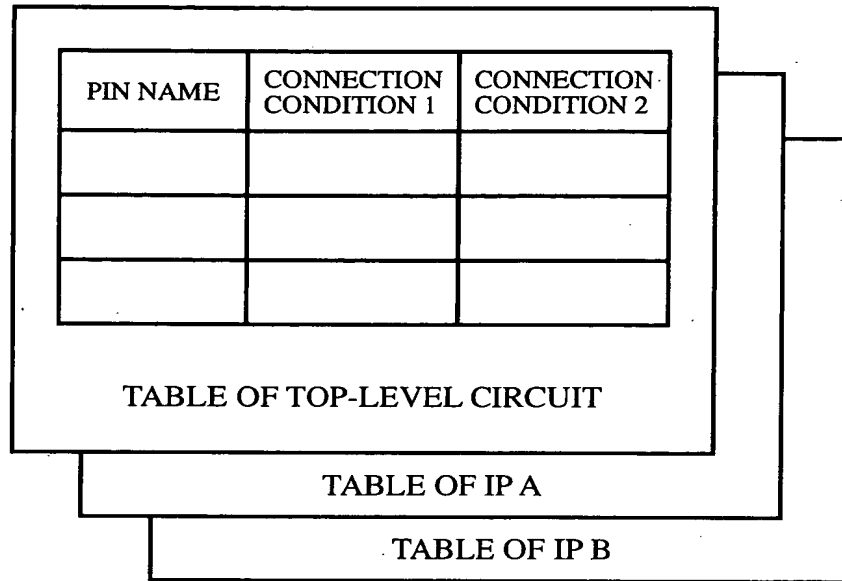 PIN NAME
CONNECTION
CONDITION 1
CONNECTION
CONDITION 2
TABLE OF TOP-LEVEL CIRCUIT
TABLE OF IP A
TABLE OF IP B